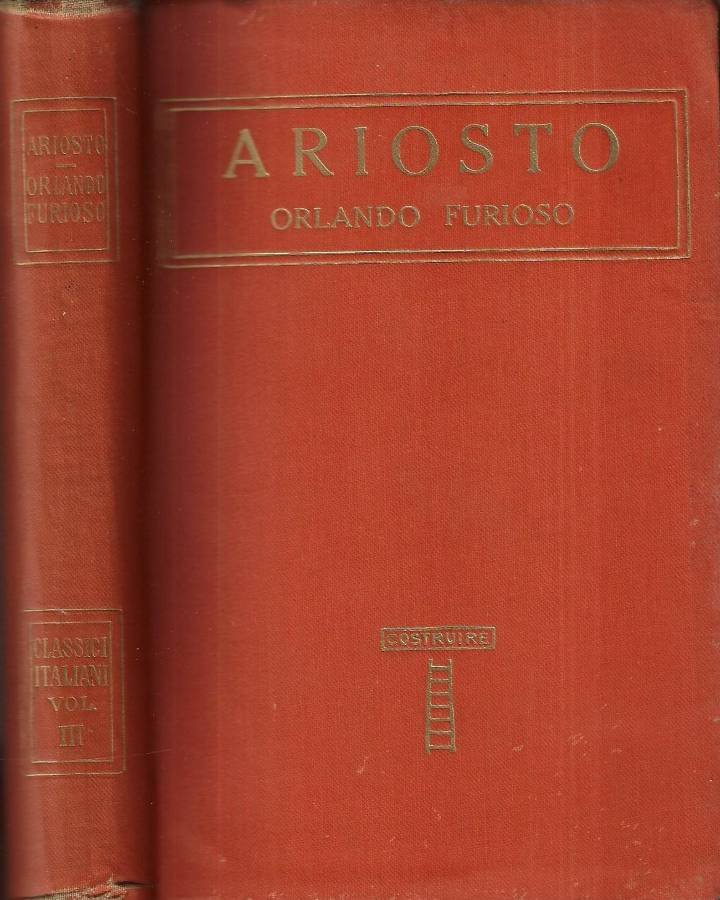 ARIOSTO
ORLANDO
FURIOSO
CLASSICI
ITALIANI
VOL.
III
ARIOSTO
ORLANDO FURIOSO
COSTRUIRE